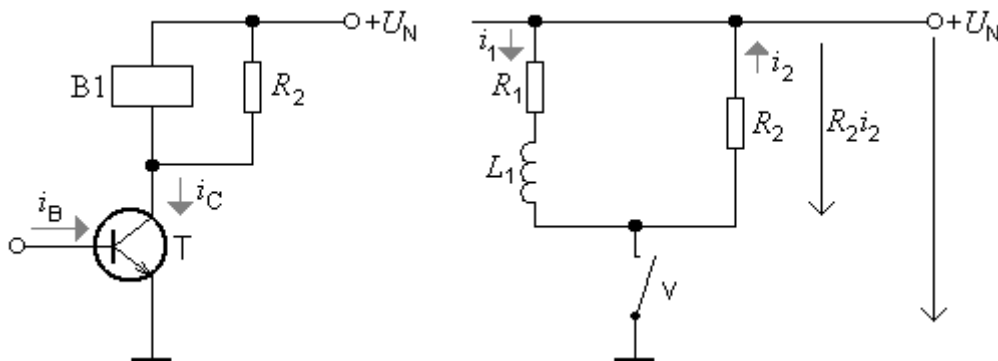 +U_N
B1
R_2
i_C
i_B
T
+U_N
i_1
i_2
R_1
R_2
R_2i_2
L_1
V